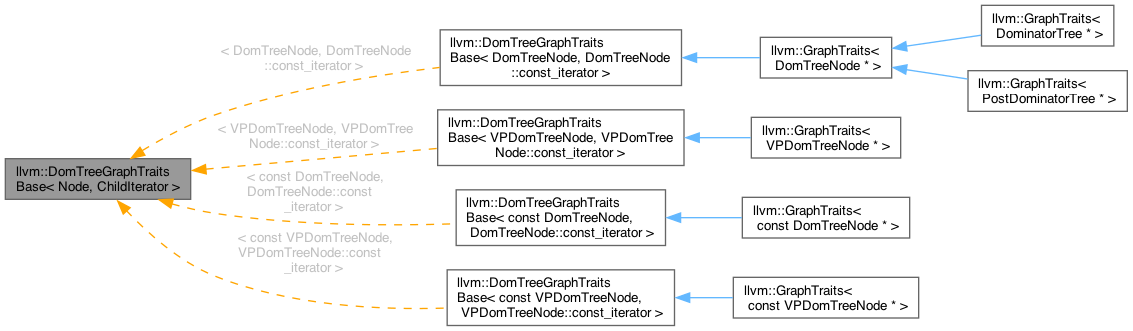 llvm::DomTreeGraphTraits
Base< Node, ChildIterator >
< DomTreeNode, DomTreeNode
::const_iterator >
< VPDomTreeNode, VPDomTree
Node::const_iterator >
< const DomTreeNode,
DomTreeNode::const
_iterator >
< const VPDomTreeNode,
VPDomTreeNode::const
_iterator >
llvm::DomTreeGraphTraits
Base< DomTreeNode, DomTreeNode
::const_iterator >
llvm::DomTreeGraphTraits
Base< VPDomTreeNode, VPDomTree
Node::const_iterator >
llvm::DomTreeGraphTraits
Base< const DomTreeNode,
DomTreeNode::const_iterator >
llvm::DomTreeGraphTraits
Base< const VPDomTreeNode,
VPDomTreeNode::const_iterator >
llvm::GraphTraits<
DomTreeNode * >
llvm::GraphTraits<
VPDomTreeNode * >
llvm::GraphTraits<
const DomTreeNode * >
llvm::GraphTraits<
const VPDomTreeNode * >
llvm::GraphTraits<
DominatorTree * >
llvm::GraphTraits<
PostDominatorTree * >